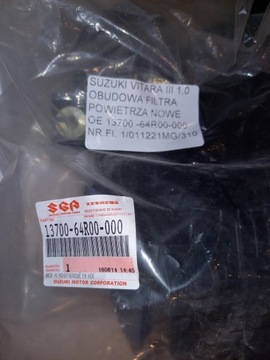 SUZUKI VITARA III 1,0
OBUDOWA FILTRA
POWIETRZA NOWE
OE 13700 -64R00-000
NR FI. 1/011221MG/310
SGP
13700-64R00-000
1
180814 14:45
SUZUKI MOTOR CORPORATION